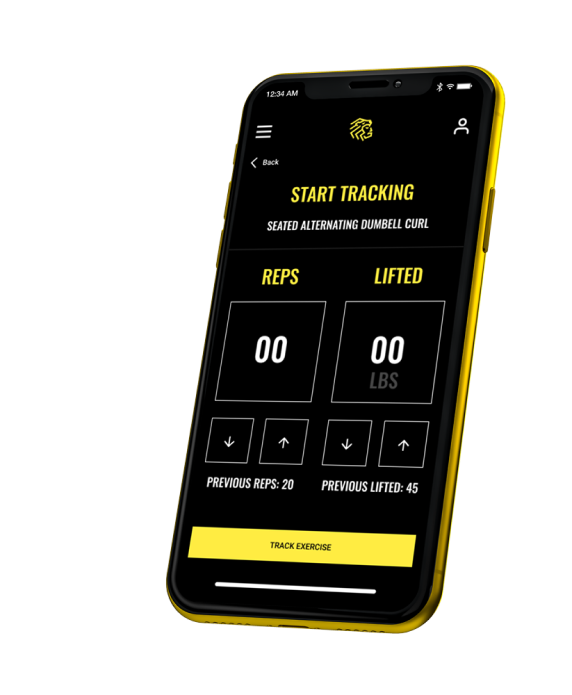 12:34 AM
Back
START TRACKING
SEATED ALTERNATING DUMBELL CURL
REPS LIFTED
00 00
LBS
PREVIOUS REPS: 20 PREVIOUS LIFTED: 45
TRACK EXERCISE